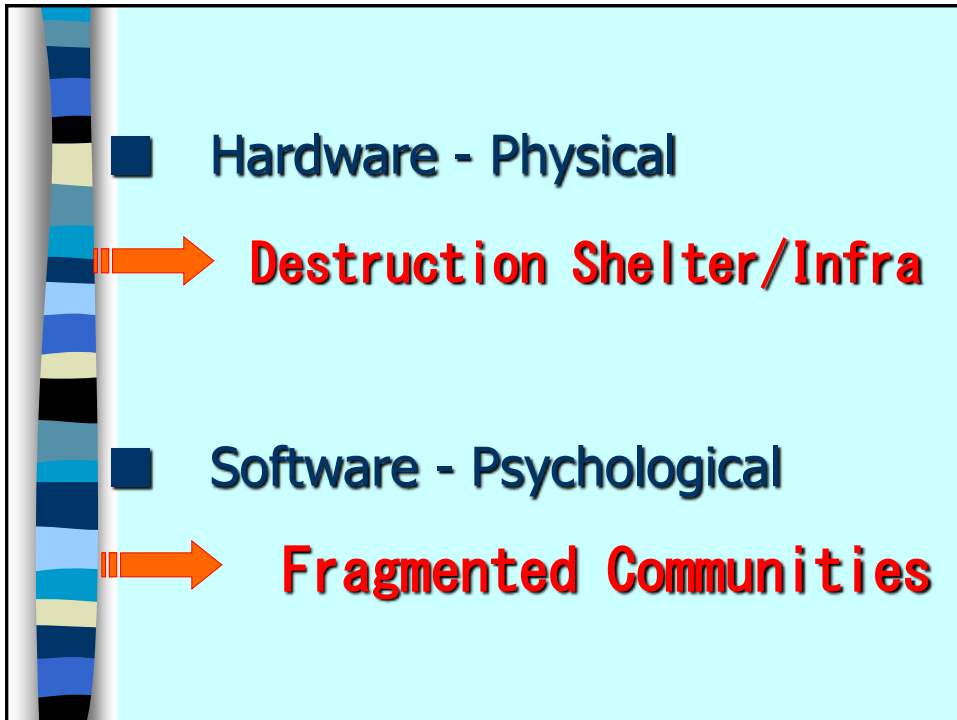 Hardware - Physical
Destruction Shelter/Infra
Software - Psychological
Fragmented Communities